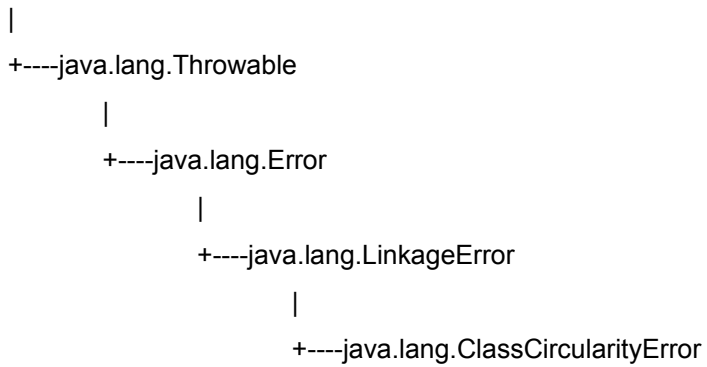 |
+----java.lang.Throwable
|
+----java.lang.Error
|
+----java.lang.LinkageError
|
+----java.lang.ClassCircularityError